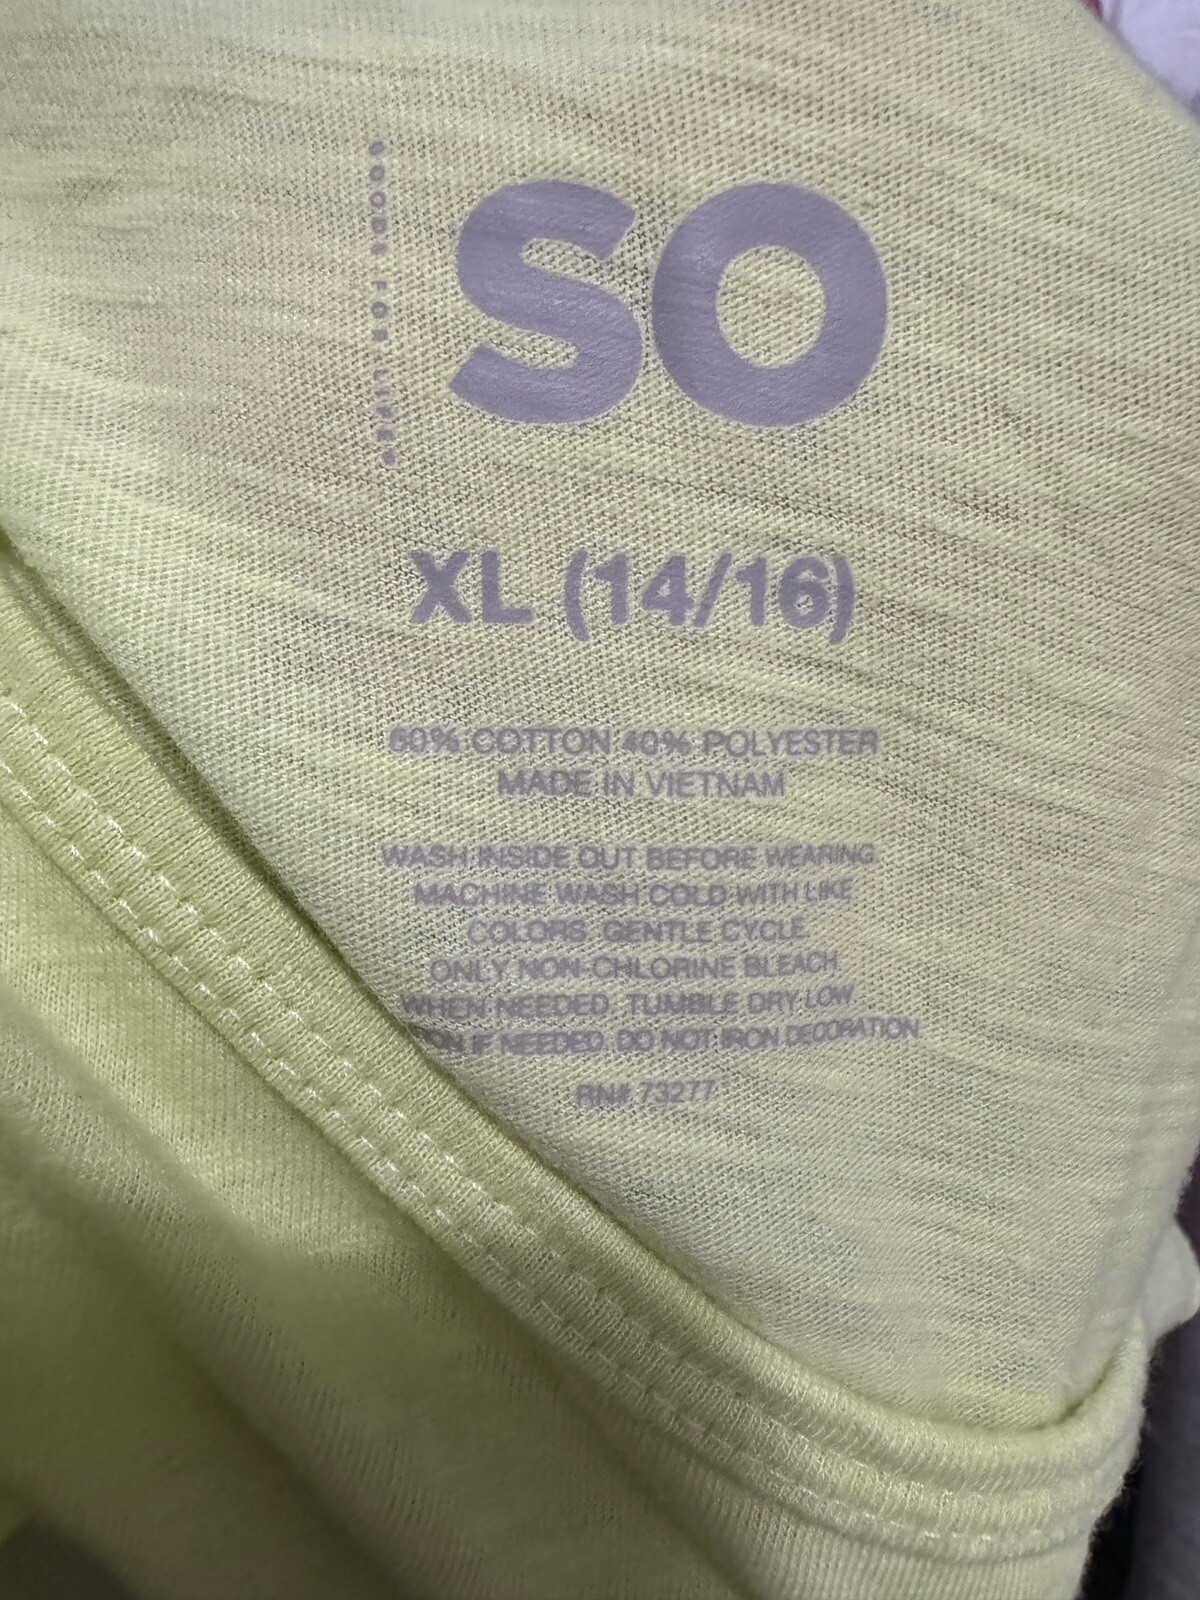 SO
GOODS FOR LIFE®
XL (14/16)
60% COTTON 40% POLYESTER
MADE IN VIETNAM
WASH INSIDE OUT BEFORE WEARING.
MACHINE WASH COLD WITH LIKE
COLORS. GENTLE CYCLE.
ONLY NON-CHLORINE BLEACH
WHEN NEEDED. TUMBLE DRY LOW.
IF NEEDED. DO NOT IRON DECORATION.
RN# 73277